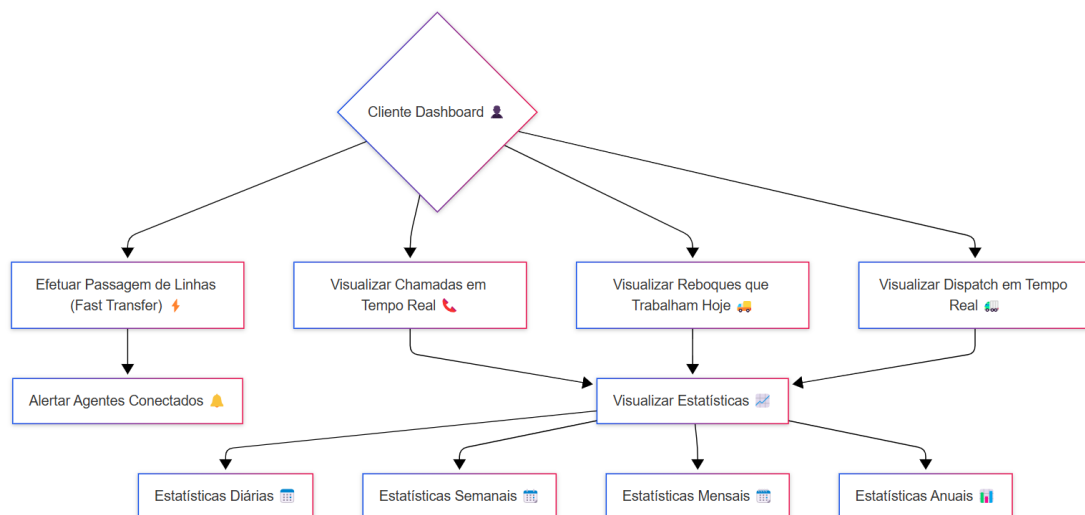 Cliente Dashboard 👤
Efetuar Passagem de Linhas
(Fast Transfer) ⚡
Visualizar Chamadas em
Tempo Real 📞
Visualizar Reboques que
Trabalham Hoje 🚚
Visualizar Dispatch em Tempo
Real 🚛
Alertar Agentes Conectados 🔔
Visualizar Estatísticas 📈
Estatísticas Diárias 📅
Estatísticas Semanais 📆
Estatísticas Mensais 🗓️
Estatísticas Anuais 📊